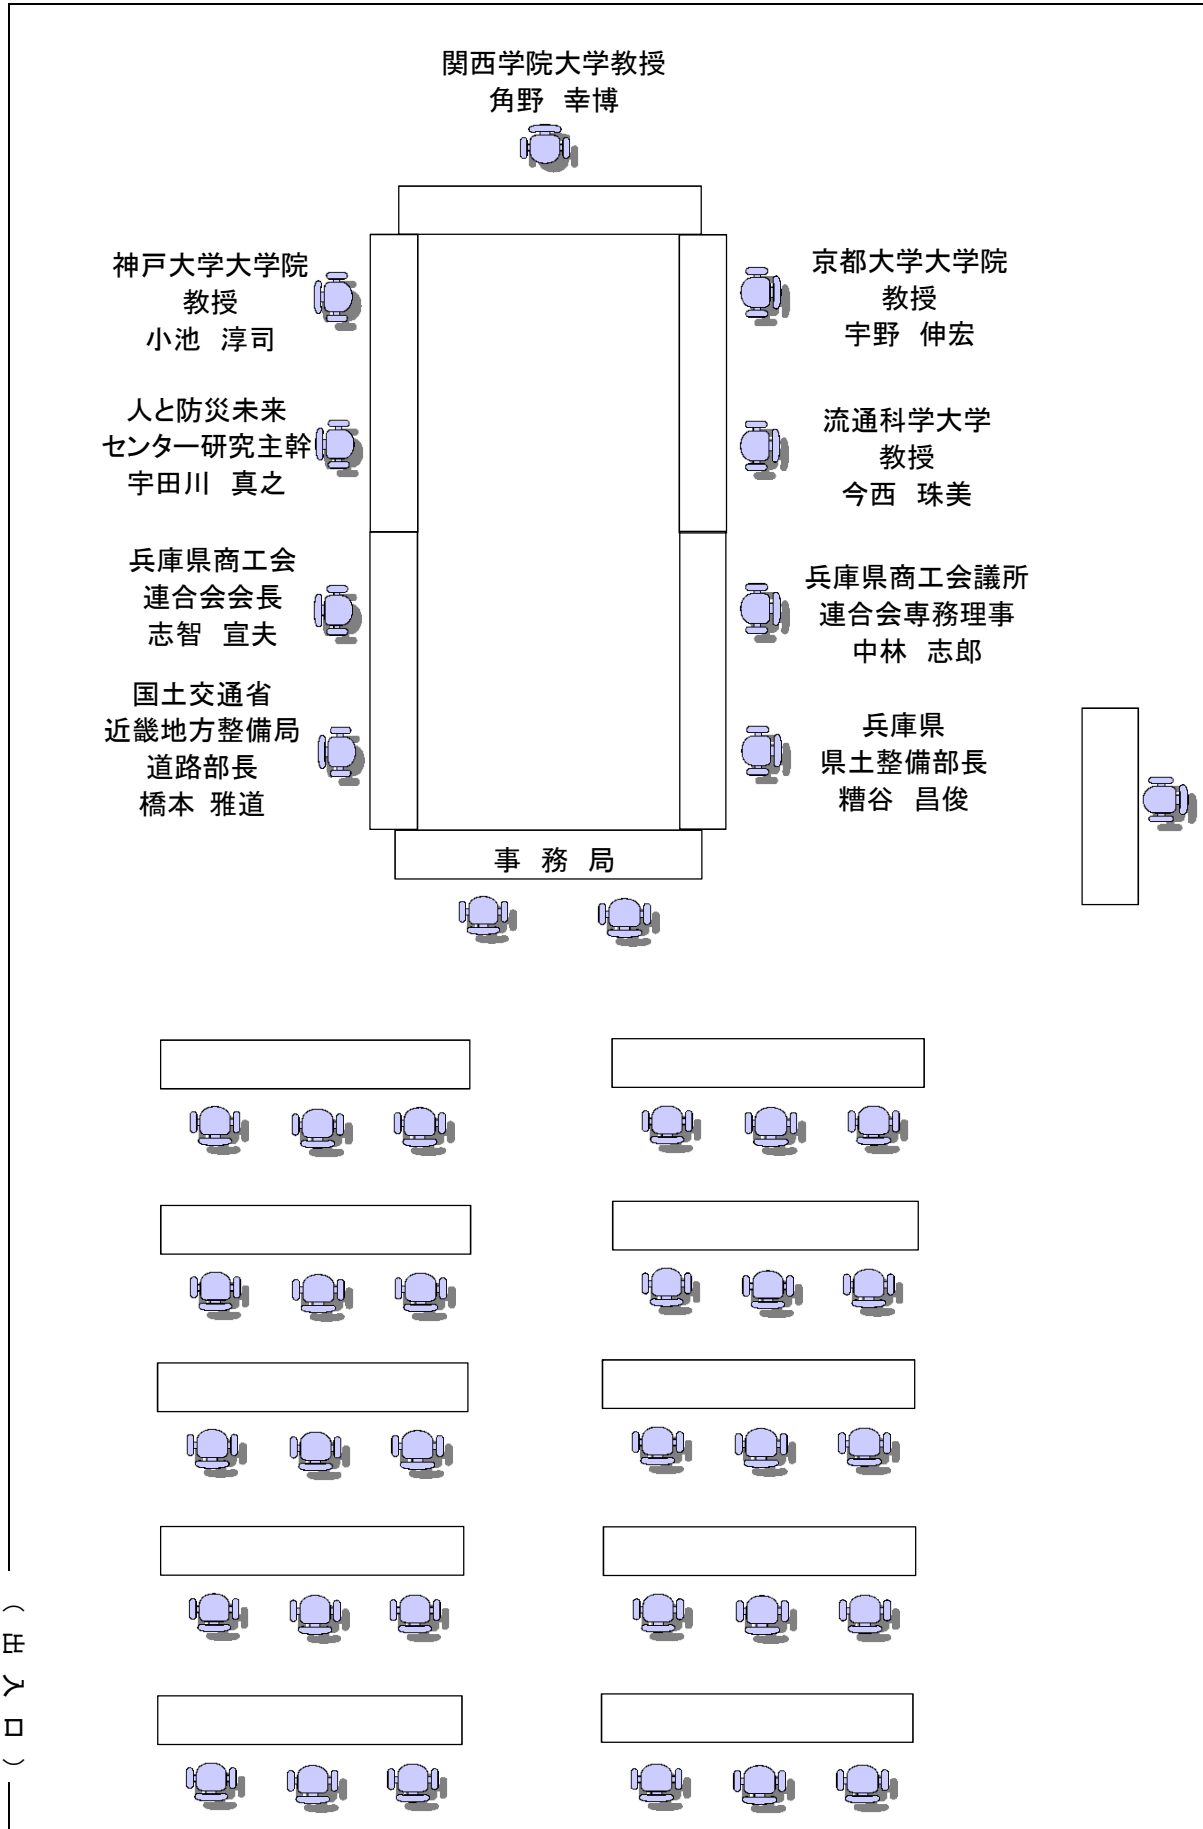 関西学院大学教授
角野 幸博
神戸大学大学院
教授
小池 淳司
人と防災未来
センター研究主幹
宇田川 真之
兵庫県商工会
連合会会長
志智 宣夫
国土交通省
近畿地方整備局
道路部長
橋本 雅道
京都大学大学院
教授
宇野 伸宏
流通科学大学
教授
今西 珠美
兵庫県商工会議所
連合会専務理事
中林 志郎
兵庫県
県土整備部長
糟谷 昌俊
事 務 局
（ 出 入 口 ）